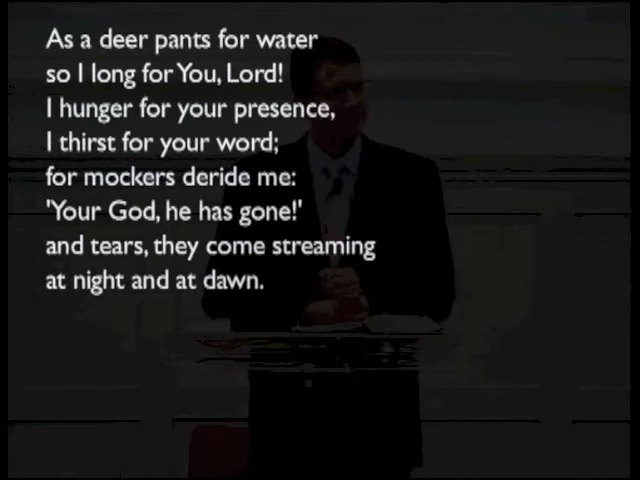 As a deer pants for water
so I long for You, Lord!
I hunger for your presence,
I thirst for your word;
for mockers deride me:
'Your God, he has gone!'
and tears, they come streaming
at night and at dawn.